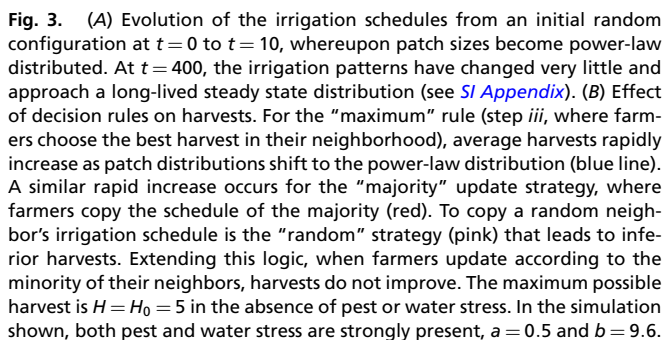 Fig. 3. (A) Evolution of the irrigation schedules from an initial random
configuration at t = 0 to t = 10, whereupon patch sizes become power-law
distributed. At t = 400, the irrigation patterns have changed very little and
approach a long-lived steady state distribution (see SI Appendix). (B) Effect
of decision rules on harvests. For the “maximum” rule (step iii, where farm-
ers choose the best harvest in their neighborhood), average harvests rapidly
increase as patch distributions shift to the power-law distribution (blue line).
A similar rapid increase occurs for the “majority” update strategy, where
farmers copy the schedule of the majority (red). To copy a random neigh-
bor’s irrigation schedule is the “random” strategy (pink) that leads to infe-
rior harvests. Extending this logic, when farmers update according to the
minority of their neighbors, harvests do not improve. The maximum possible
harvest is H = H₀ = 5 in the absence of pest or water stress. In the simulation
shown, both pest and water stress are strongly present, a = 0.5 and b = 9.6.